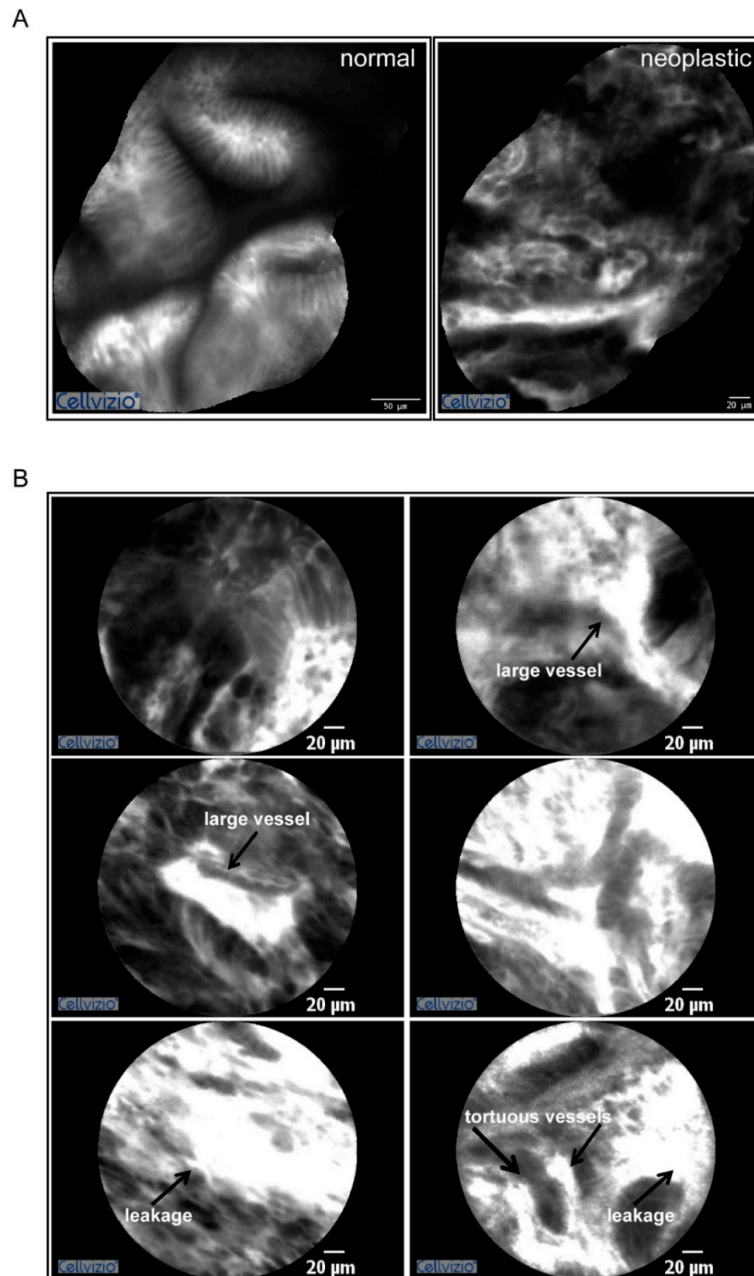 A
normal
neoplastic
Cellvizio®
50 µm
Cellvizio®
20 µm
B
Cellvizio®
20 µm
large vessel
Cellvizio®
20 µm
large vessel
Cellvizio®
20 µm
Cellvizio®
20 µm
leakage
Cellvizio®
20 µm
tortuous vessels
leakage
Cellvizio®
20 µm